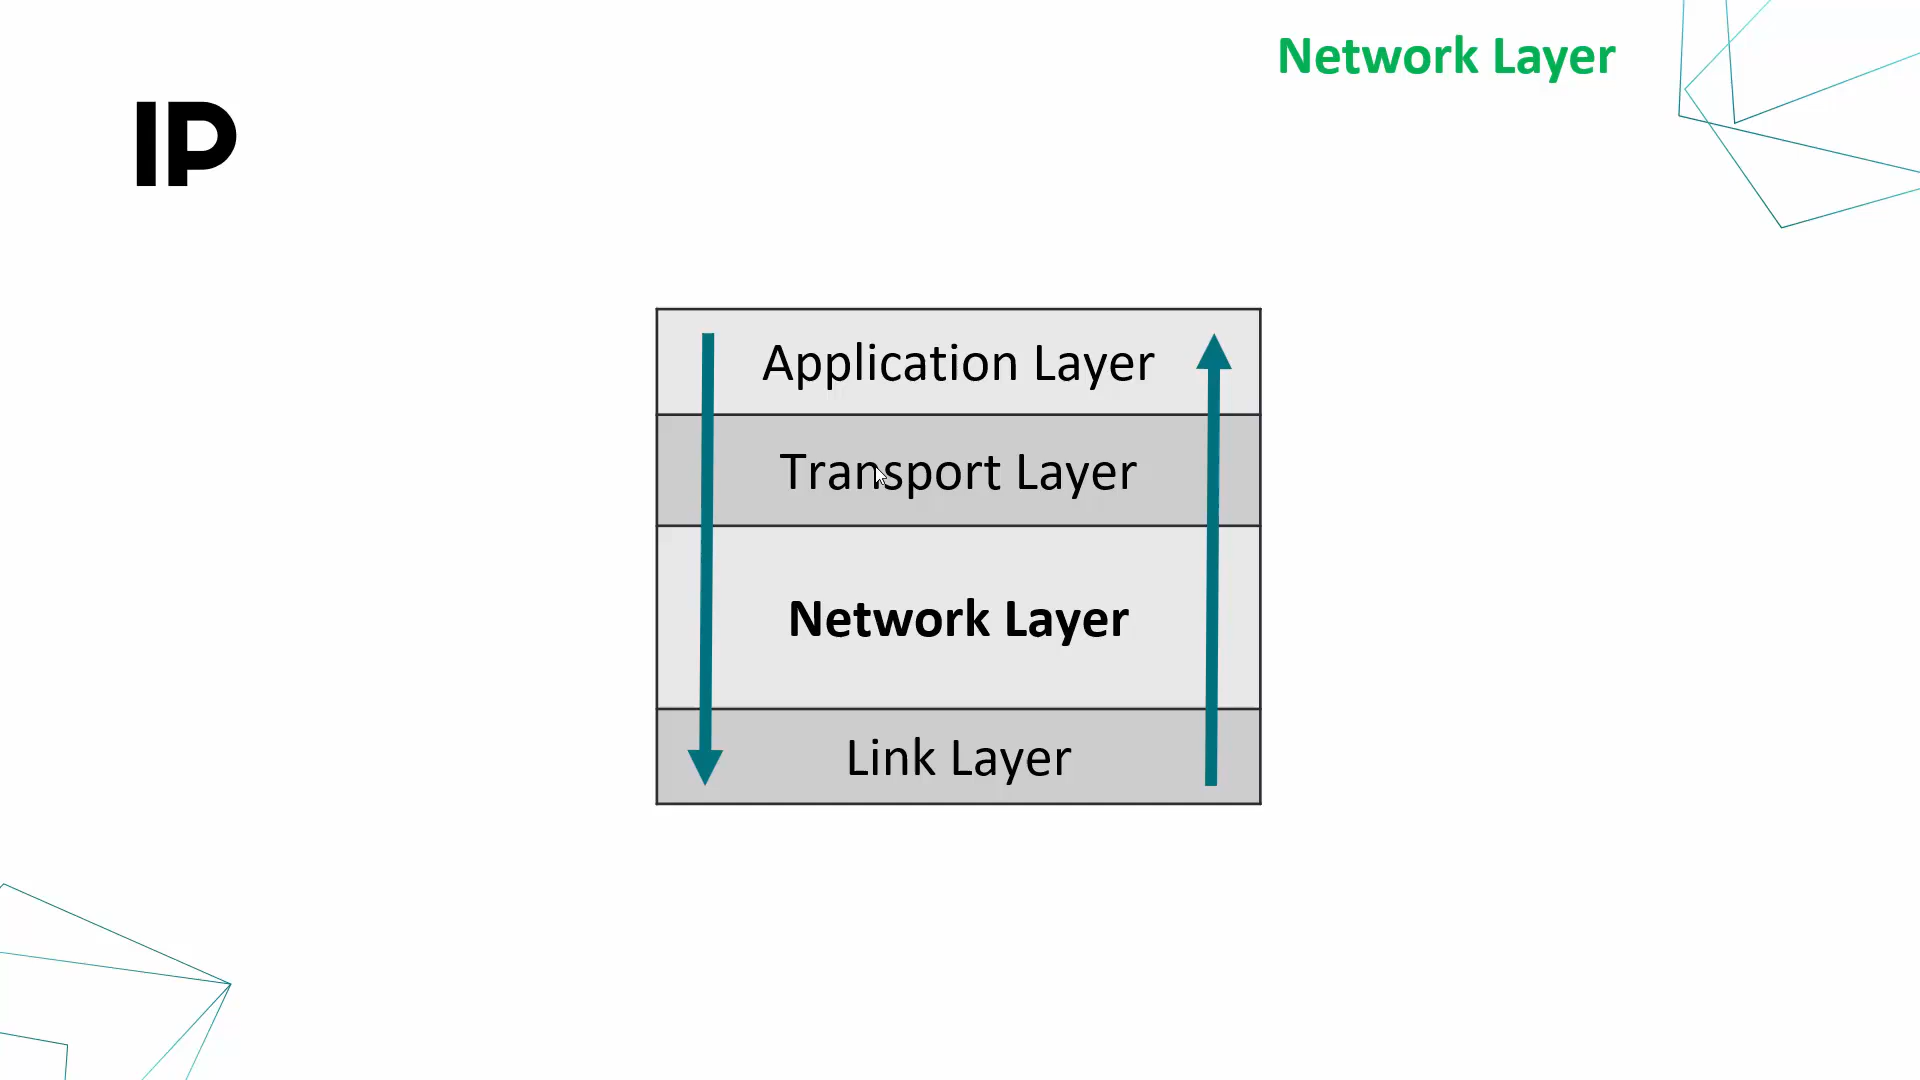 Network Layer
IP
Application Layer
Transport Layer
Network Layer
Link Layer